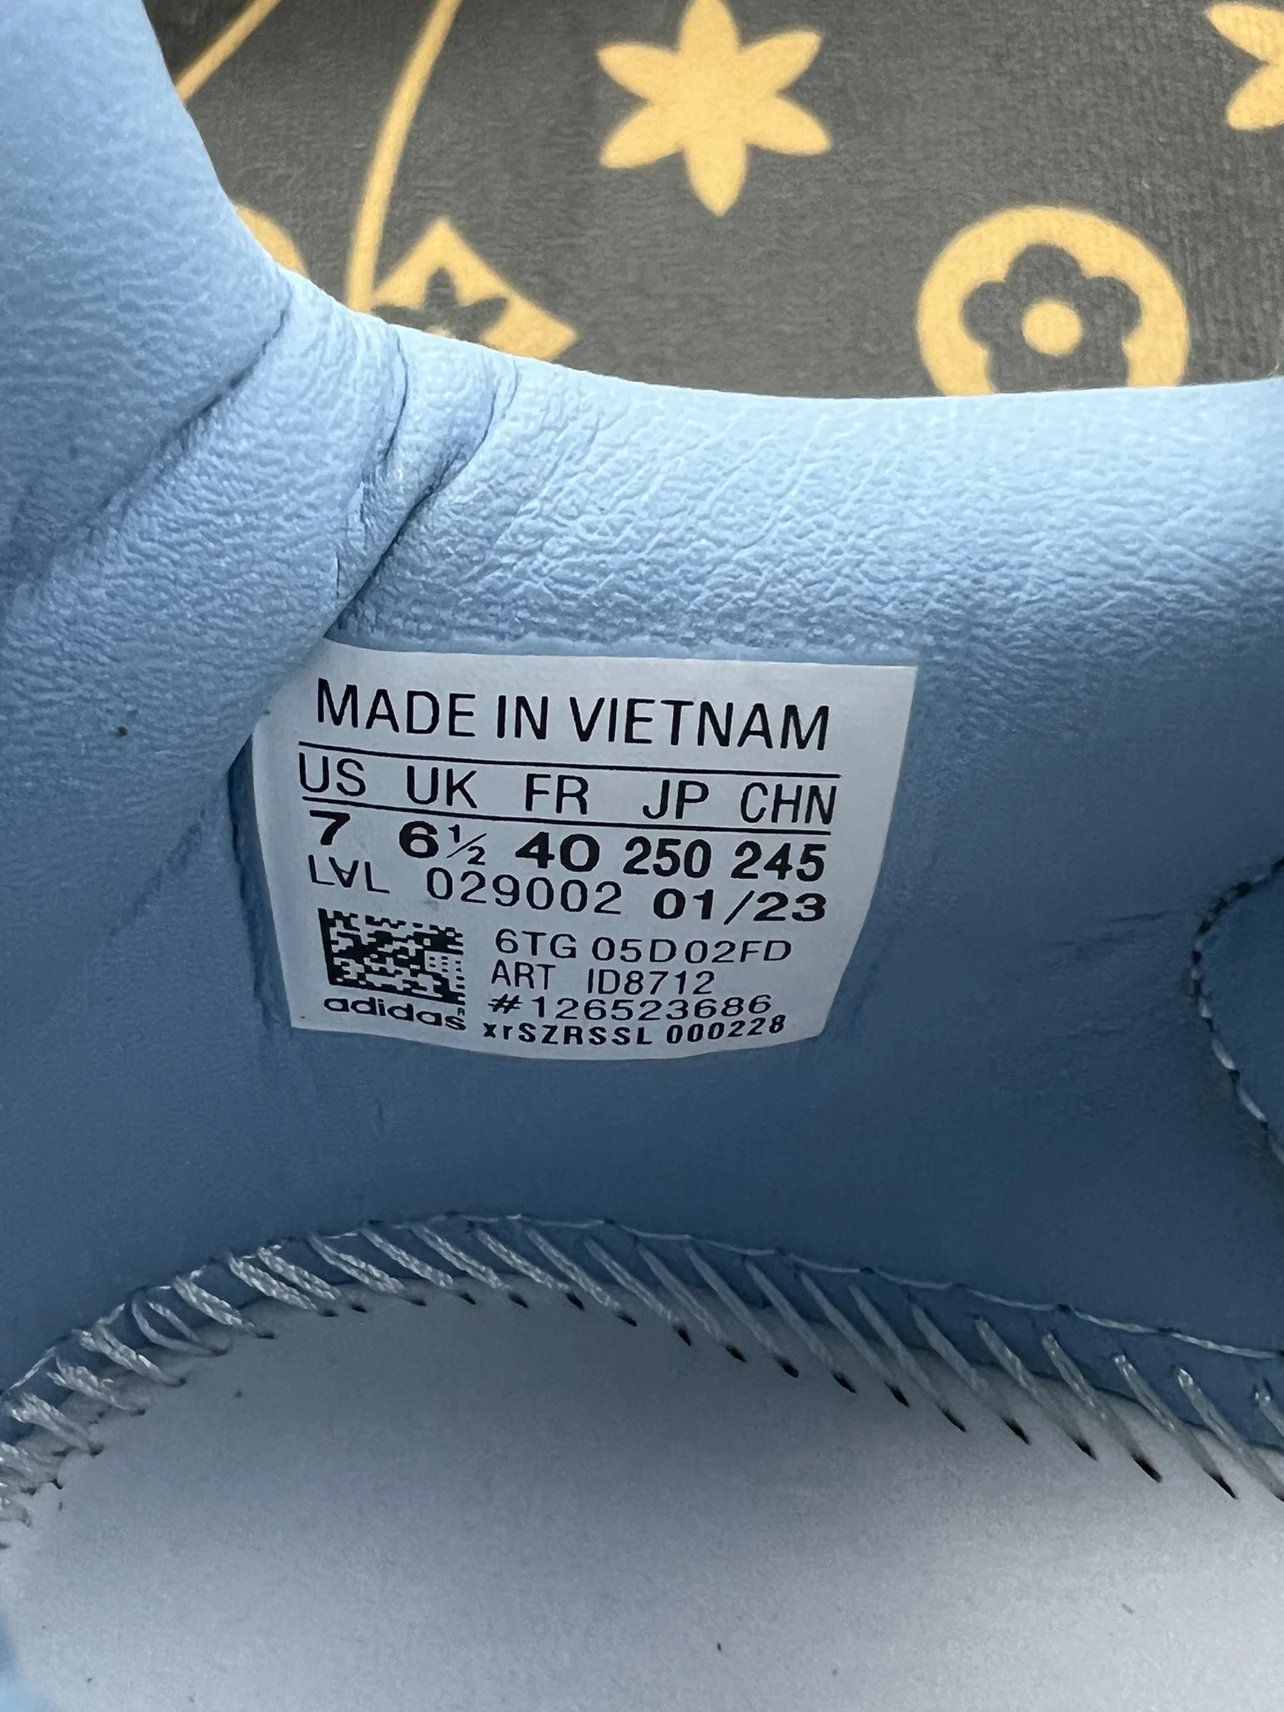 MADE IN VIETNAM
US UK FR JP CHN
7 6½ 40 250 245
LVL 029002 01/23
6TG 05D02FD
ART ID8712
#126523686
adidas xrSZRSSL 000228